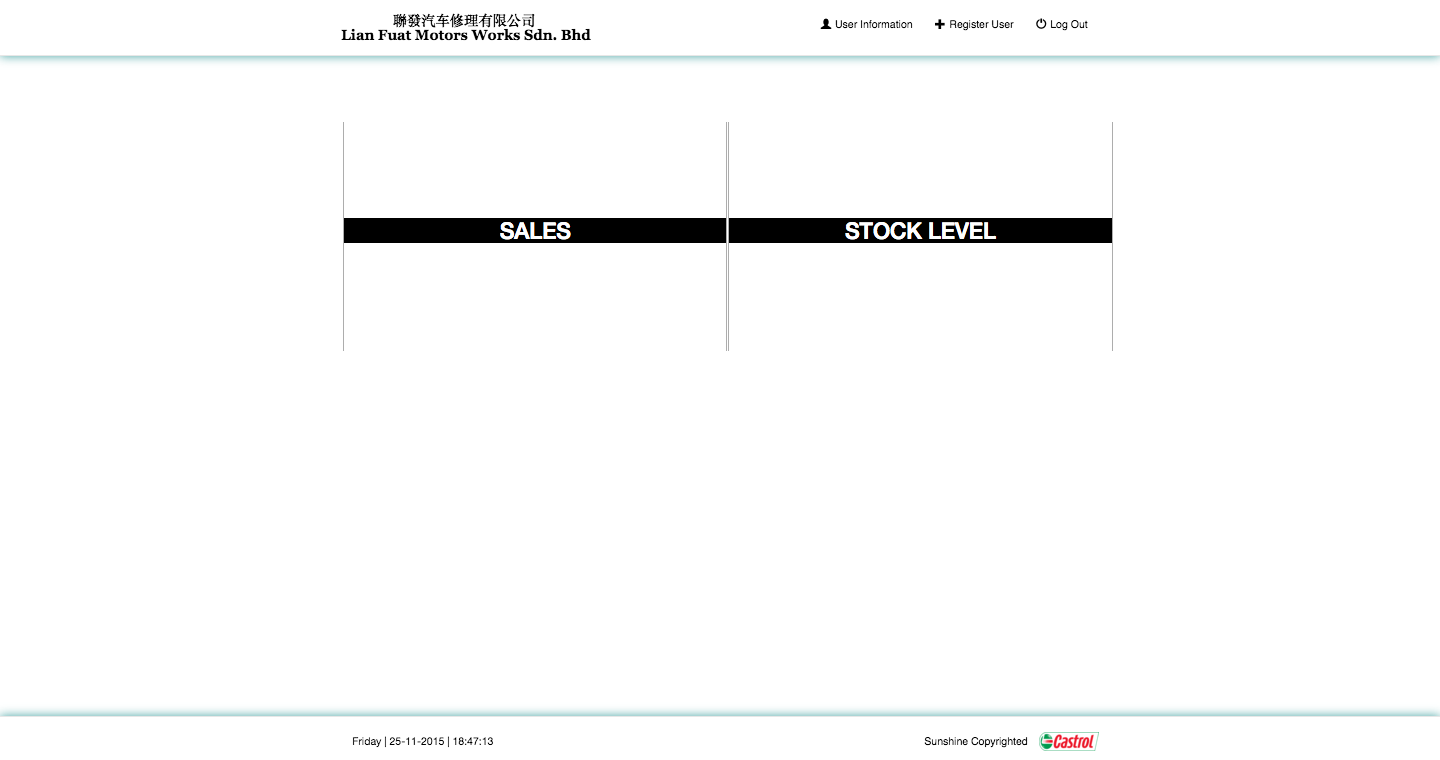 聯發汽车修理有限公司
Lian Fuat Motors Works Sdn. Bhd
User Information
Register User
Log Out
SALES
STOCK LEVEL
Friday | 25-11-2015 | 18:47:13
Sunshine Copyrighted
Castrol